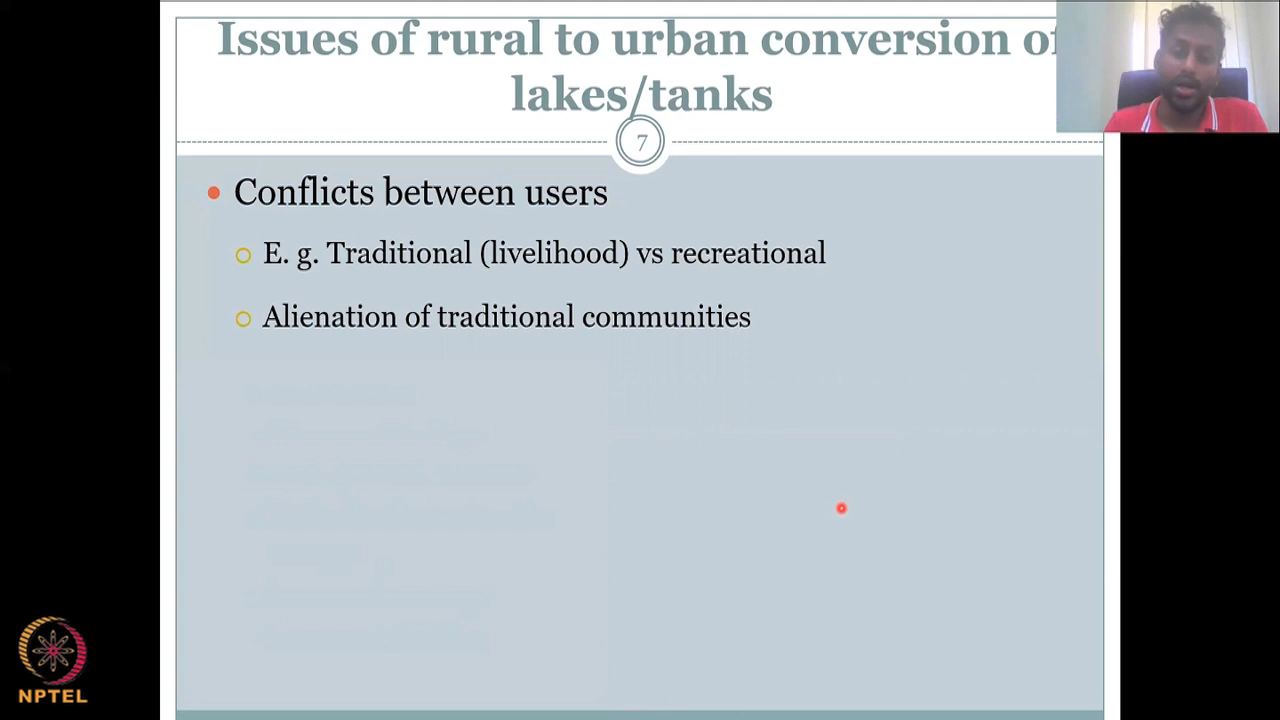 Issues of rural to urban conversion of
lakes/tanks
7
Conflicts between users
E. g. Traditional (livelihood) vs recreational
Alienation of traditional communities
NPTEL